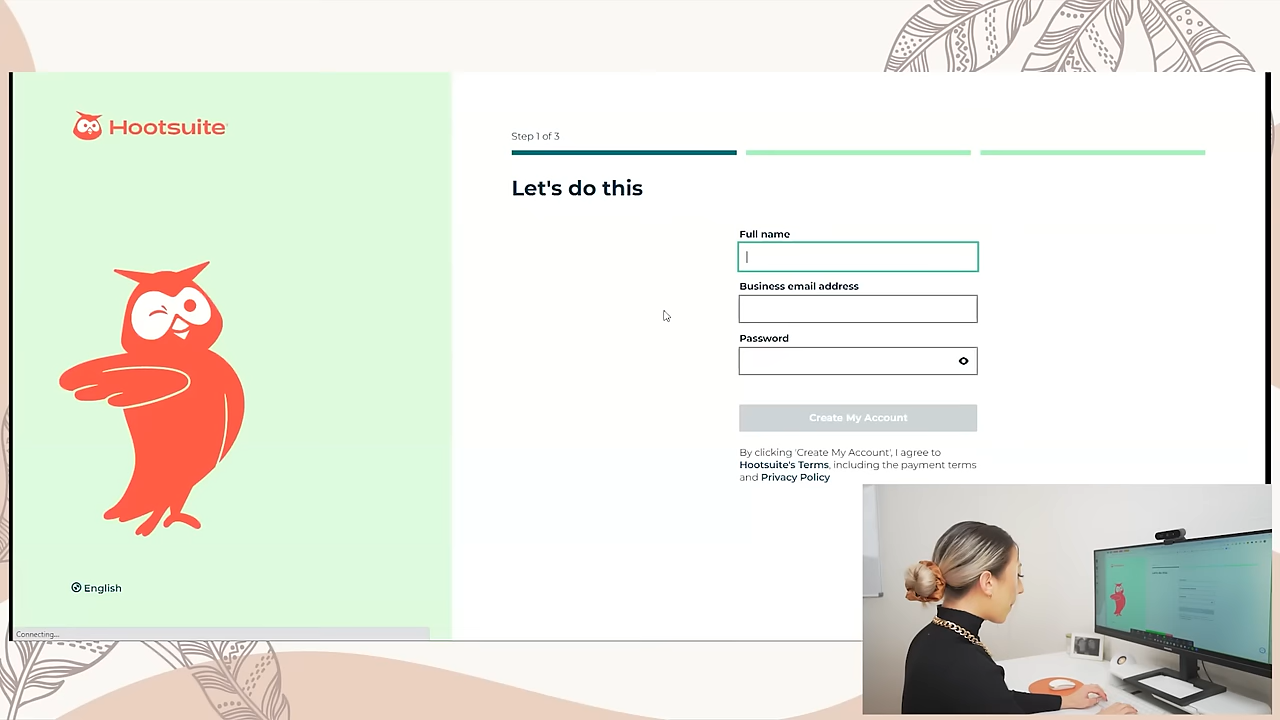 Hootsuite
Step 1 of 3
Let's do this
Full name
Business email address
Password
Create My Account
By clicking 'Create My Account', I agree to
Hootsuite's Terms, including the payment terms
and Privacy Policy
English
Connecting...